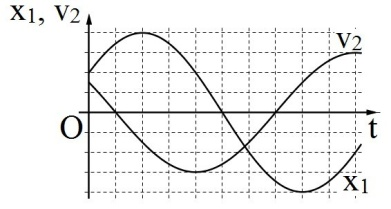 x₁, v₂
v₂
O
t
x₁